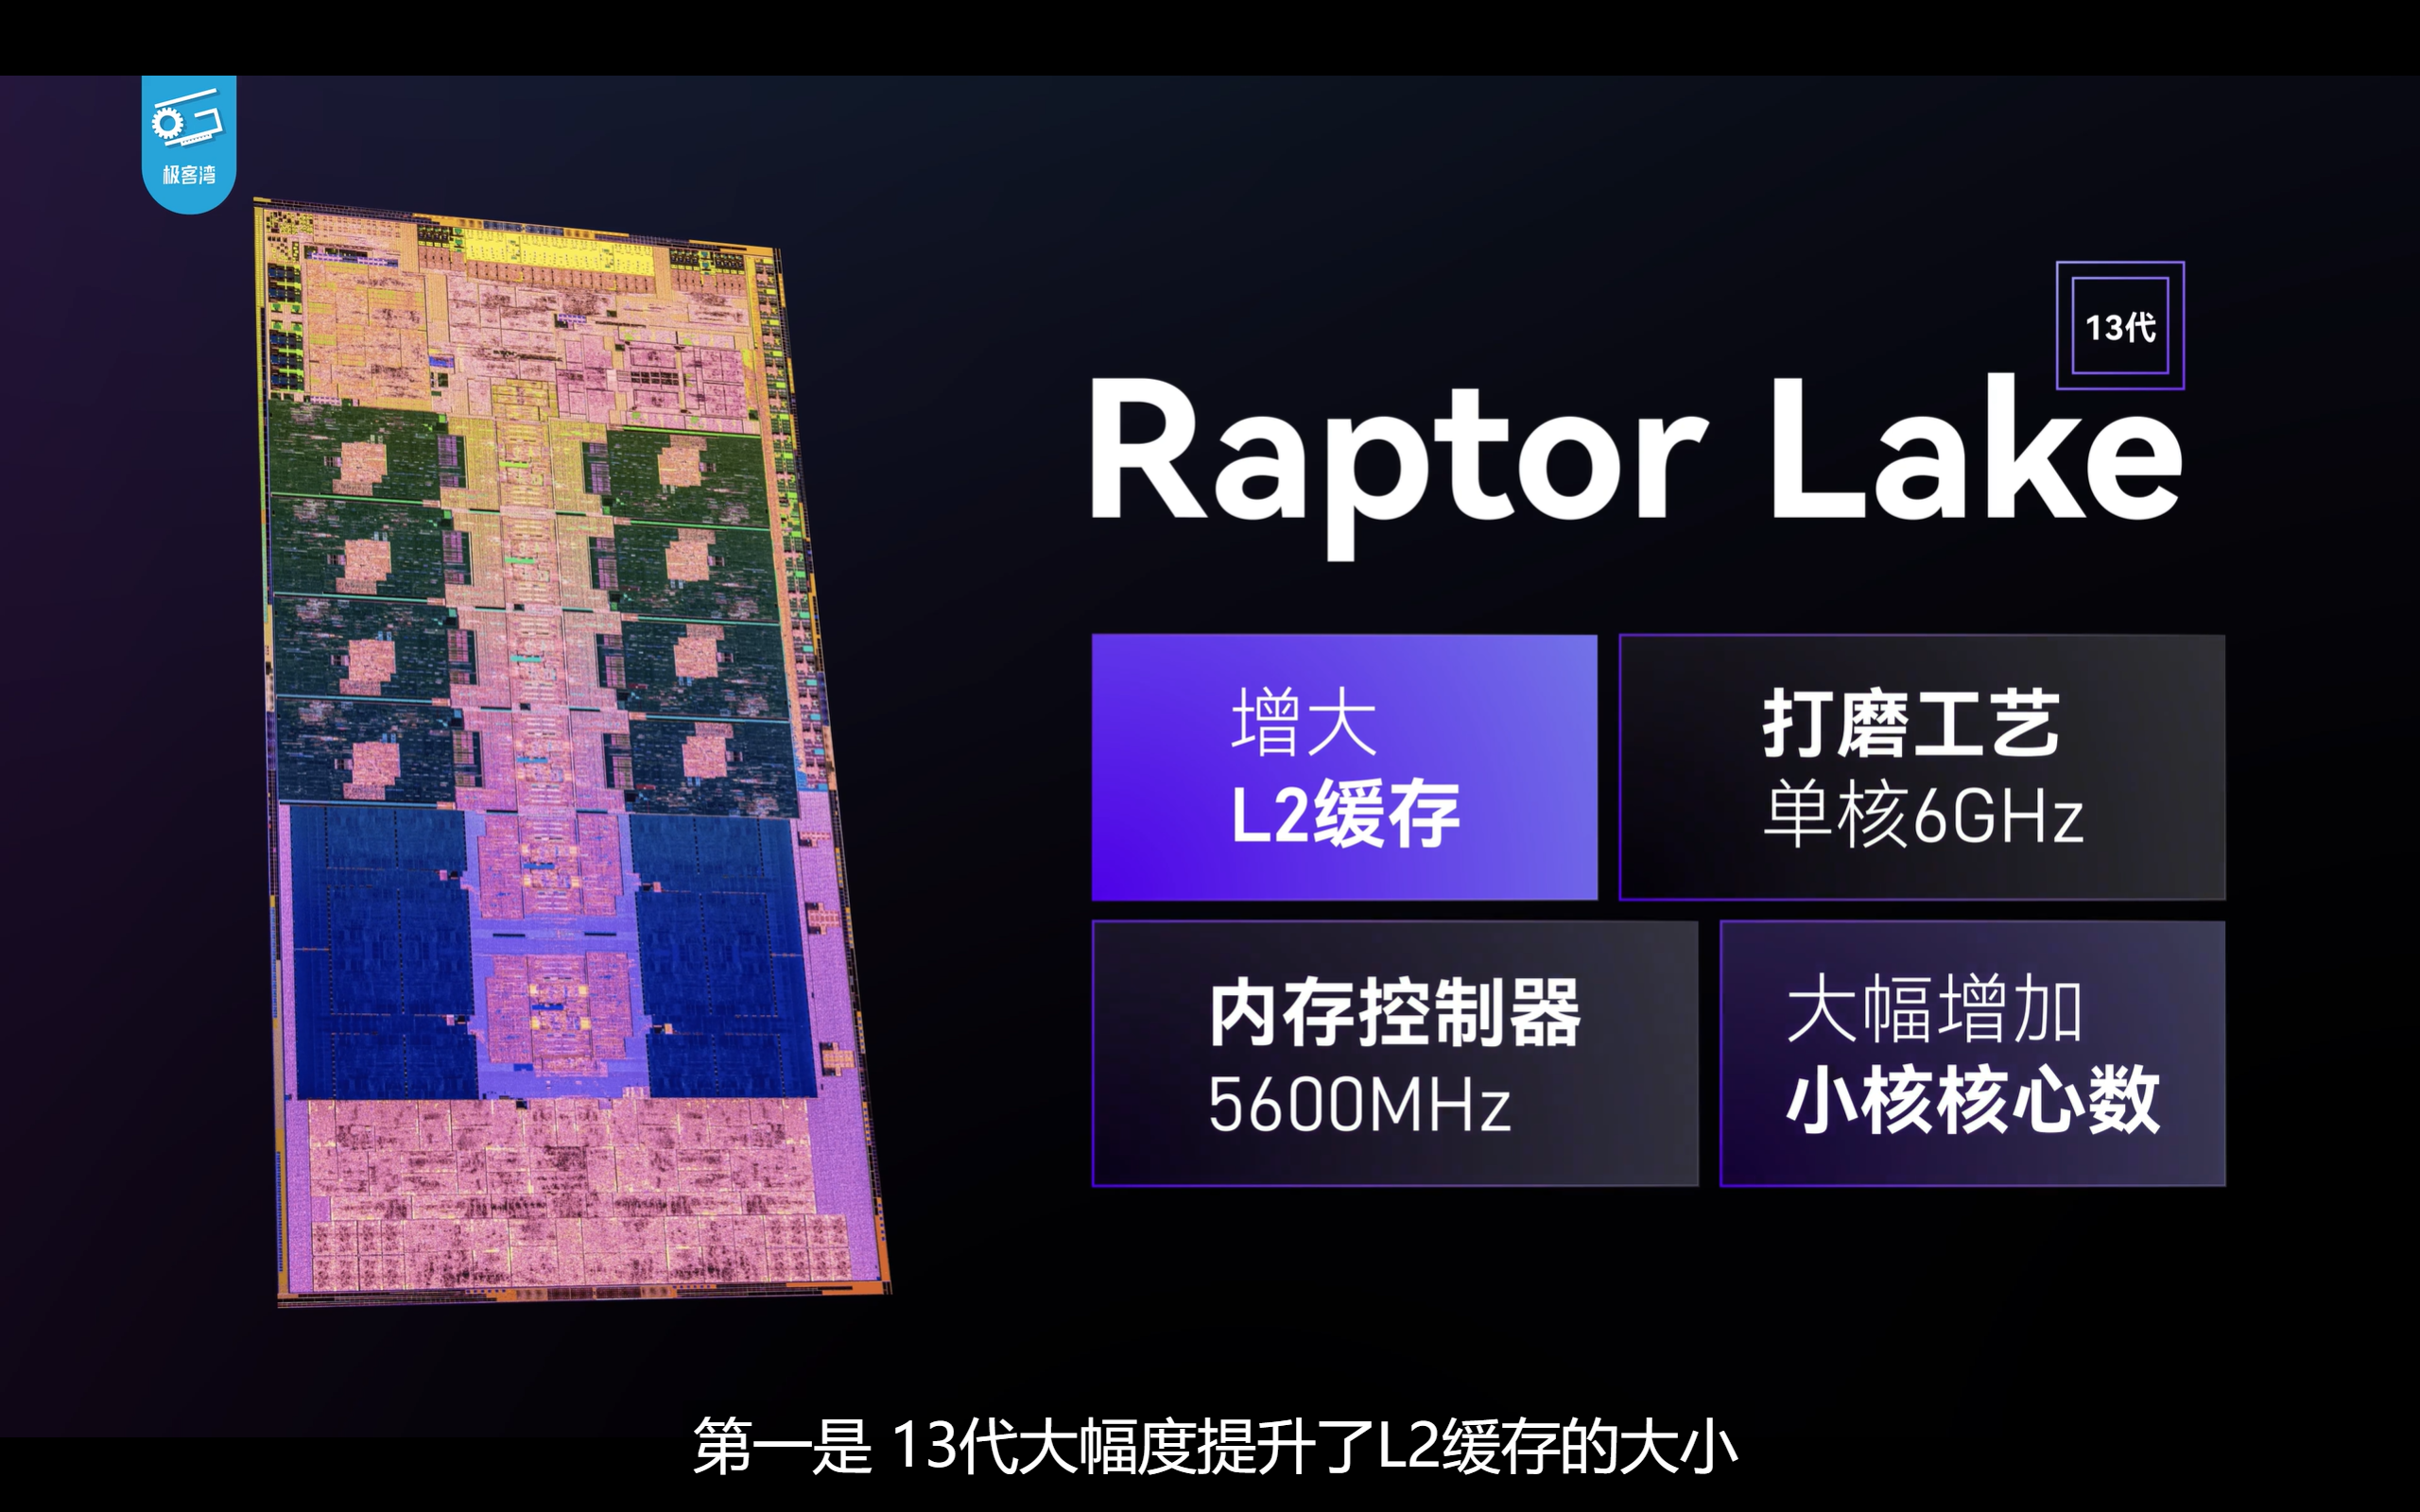 极客湾
13代
Raptor Lake
增大
L2缓存
打磨工艺
单核6GHz
内存控制器
5600MHz
大幅增加
小核核心数
第一是 13代大幅度提升了L2缓存的大小